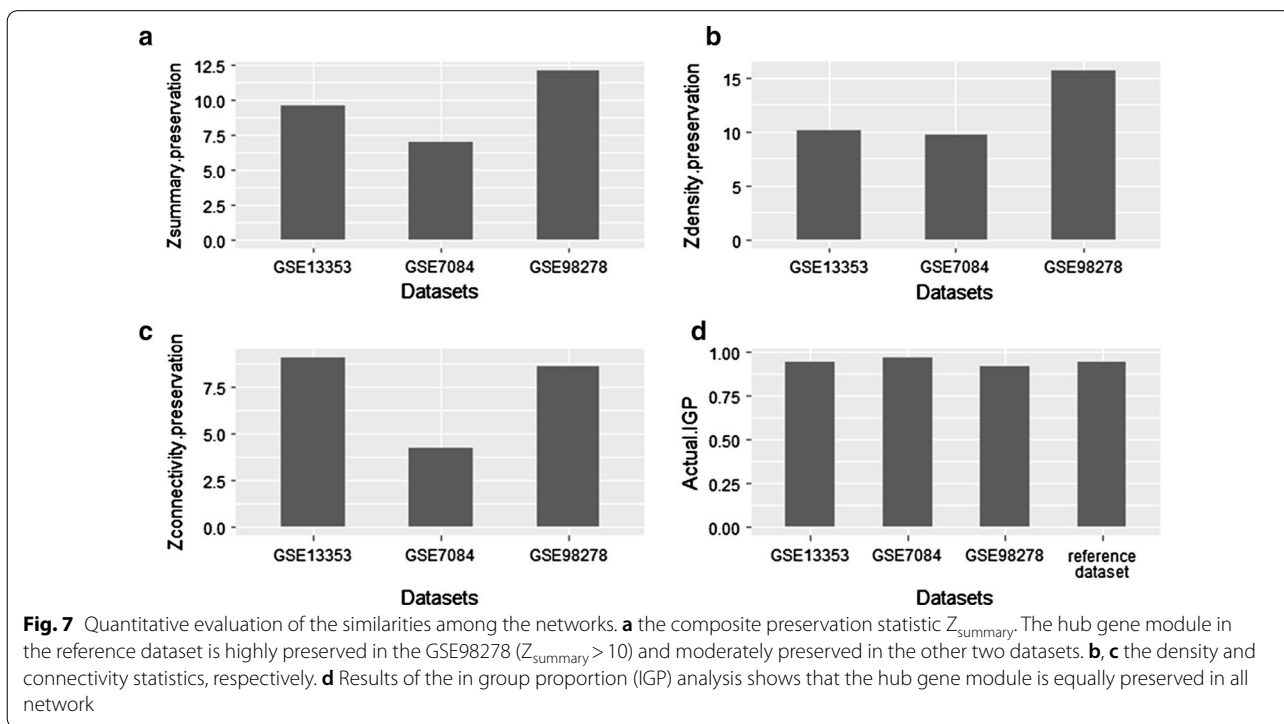 a
Zsummary.preservation
12.5
10.0
7.5
5.0
2.5
0.0
GSE13353 GSE7084 GSE98278
Datasets
b
Zdensity.preservation
15
10
5
0
GSE13353 GSE7084 GSE98278
Datasets
c
Zconnectivity.preservation
7.5
5.0
2.5
0.0
GSE13353 GSE7084 GSE98278
Datasets
d
Actual.IGP
1.00
0.75
0.50
0.25
0.00
GSE13353 GSE7084 GSE98278 reference
dataset
Datasets
Fig. 7 Quantitative evaluation of the similarities among the networks. a the composite preservation statistic Zsummary. The hub gene module in
the reference dataset is highly preserved in the GSE98278 (Zsummary > 10) and moderately preserved in the other two datasets. b, c the density and
connectivity statistics, respectively. d Results of the in group proportion (IGP) analysis shows that the hub gene module is equally preserved in all
network